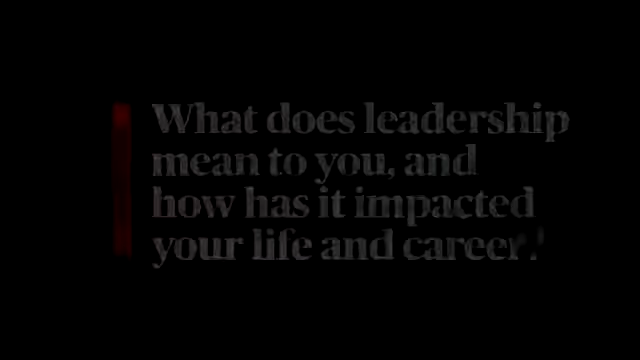 What does leadership
mean to you, and
how has it impacted
your life and career?